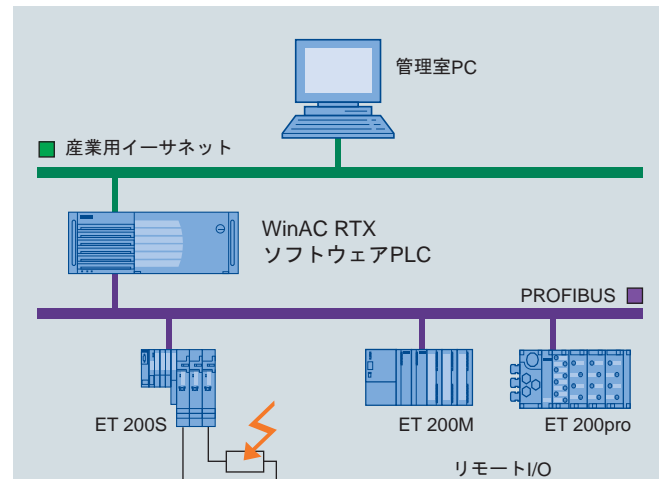 管理室PC
産業用イーサネット
WinAC RTX
ソフトウェアPLC
PROFIBUS
ET 200S
ET 200M
ET 200pro
リモートI/O